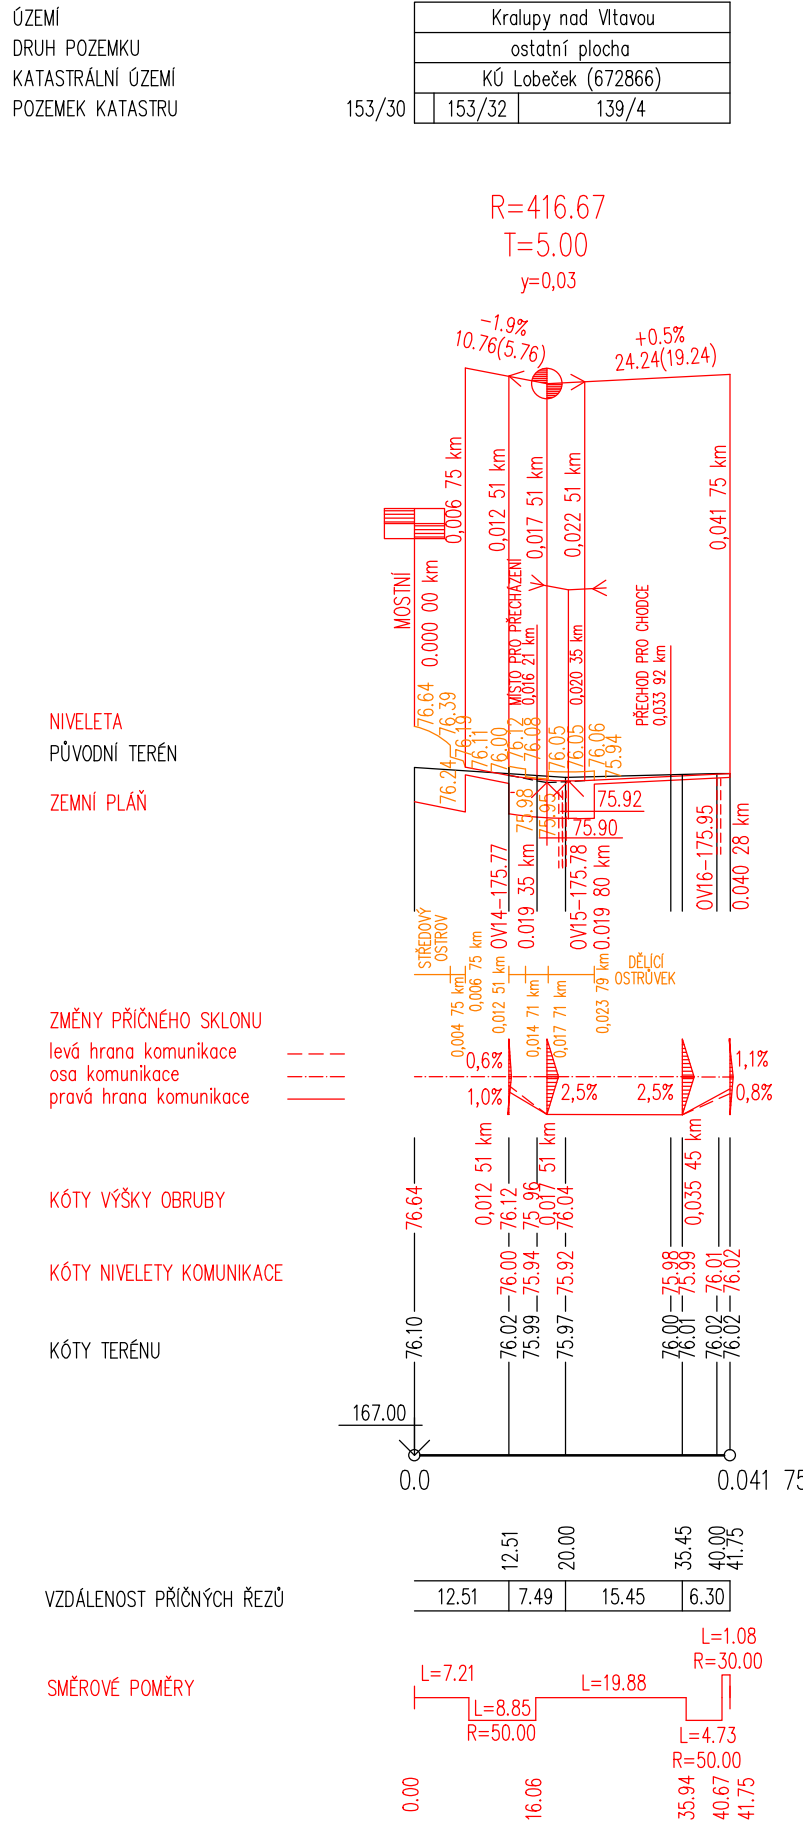 ÚZEMÍ
Kralupy nad Vltavou
DRUH POZEMKU
ostatní plocha
KATASTRÁLNÍ ÚZEMÍ
KÚ Lobeček (672866)
POZEMEK KATASTRU
153/30
153/32
139/4
R=416.67
T=5.00
y=0,03
-1.9%
10.76(5.76)
+0.5%
24.24(19.24)
0,006 75 km
0,012 51 km
0,017 51 km
0,022 51 km
0,041 75 km
MOSTNÍ
0.000 00 km
MÍSTO PRO PŘECHÁZENÍ
0,016 21 km
0,020 35 km
PŘECHOD PRO CHODCE
0,033 92 km
NIVELETA
PŮVODNÍ TERÉN
ZEMNÍ PLÁŇ
76.64
76.39
76.24
76.19
76.11
76.00
76.12
76.08
75.98
75.95
76.05
76.05
76.06
75.94
75.92
75.90
OV14-175.77
0.019 35 km
OV15-175.78
0.019 80 km
OV16-175.95
0.040 28 km
STŘEDOVÝ
OSTROV
DĚLÍCÍ
OSTRŮVEK
0,004 75 km
0,006 75 km
0,012 51 km
0,014 71 km
0,017 71 km
0,023 79 km
ZMĚNY PŘÍČNÉHO SKLONU
levá hrana komunikace
osa komunikace
pravá hrana komunikace
0,6%
1,0%
2,5%
2,5%
1,1%
0,8%
0,012 51 km
0,017 51 km
0,035 45 km
KÓTY VÝŠKY OBRUBY
76.64
76.12
75.96
76.04
KÓTY NIVELETY KOMUNIKACE
76.00
75.94
75.92
75.98
75.99
76.01
76.02
KÓTY TERÉNU
76.10
76.02
75.99
75.97
76.00
76.01
76.02
76.02
167.00
0.0
0.041 75
12.51
20.00
35.45
40.00
41.75
VZDÁLENOST PŘÍČNÝCH ŘEZŮ
12.51
7.49
15.45
6.30
SMĚROVÉ POMĚRY
L=7.21
L=8.85
R=50.00
L=19.88
L=1.08
R=30.00
L=4.73
R=50.00
0.00
16.06
35.94
40.67
41.75